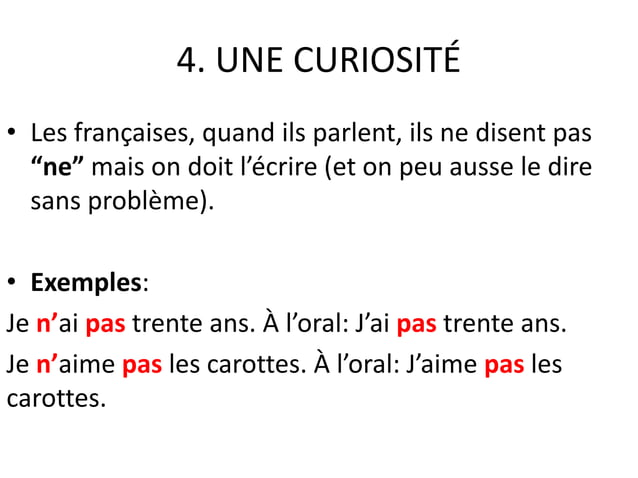 4. UNE CURIOSITÉ
• Les françaises, quand ils parlent, ils ne disent pas
“ne” mais on doit l’écrire (et on peu ausse le dire
sans problème).
• Exemples:
Je n’ai pas trente ans. À l’oral: J’ai pas trente ans.
Je n’aime pas les carottes. À l’oral: J’aime pas les
carottes.